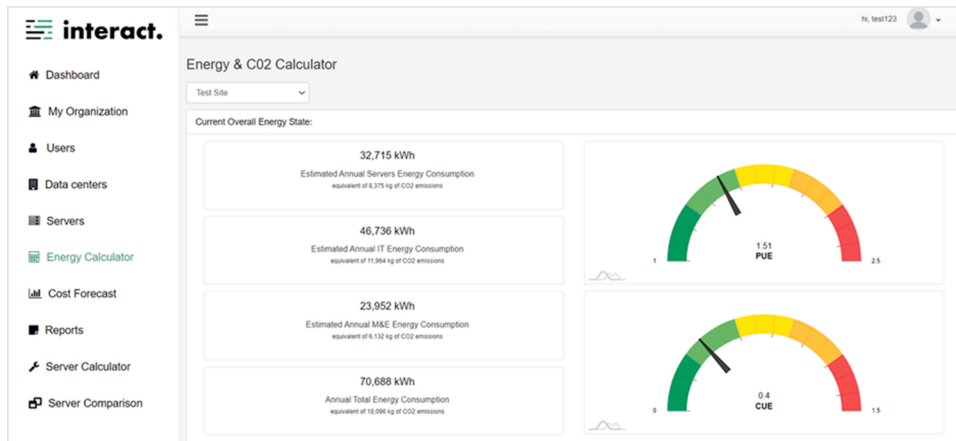 interact.
hi, test123
Dashboard
My Organization
Users
Data centers
Servers
Energy Calculator
Cost Forecast
Reports
Server Calculator
Server Comparison
Energy & C02 Calculator
Test Site
Current Overall Energy State:
32,715 kWh
Estimated Annual Servers Energy Consumption
equivalent of 8,375 kg of CO2 emissions
46,736 kWh
Estimated Annual IT Energy Consumption
equivalent of 11,964 kg of CO2 emissions
23,952 kWh
Estimated Annual M&E Energy Consumption
equivalent of 6,132 kg of CO2 emissions
70,688 kWh
Annual Total Energy Consumption
equivalent of 18,096 kg of CO2 emissions
1
1.51
PUE
2.5
0
0.4
CUE
1.5